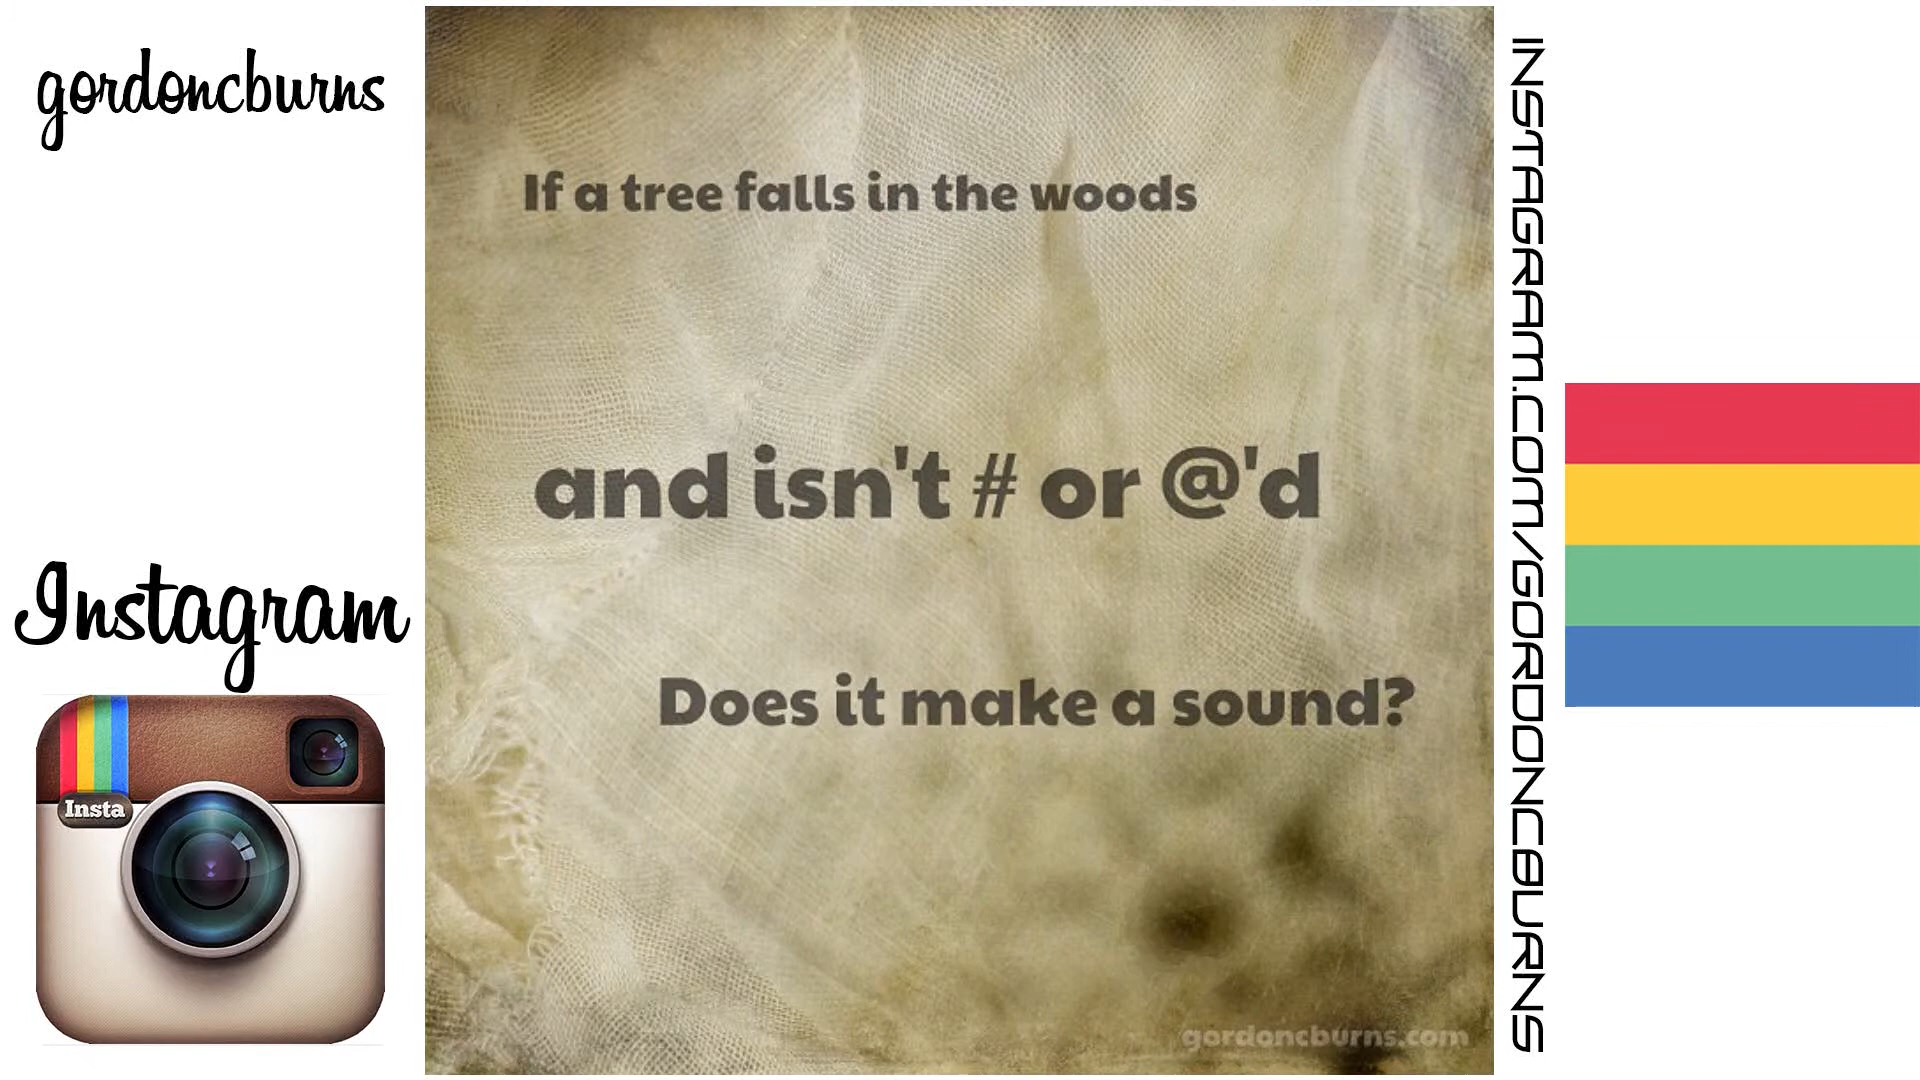 gordoncburns
Instagram
Insta
If a tree falls in the woods
and isn't # or @'d
Does it make a sound?
gordoncburns.com
INSTAGRAM.COM/GORDONCBURNS